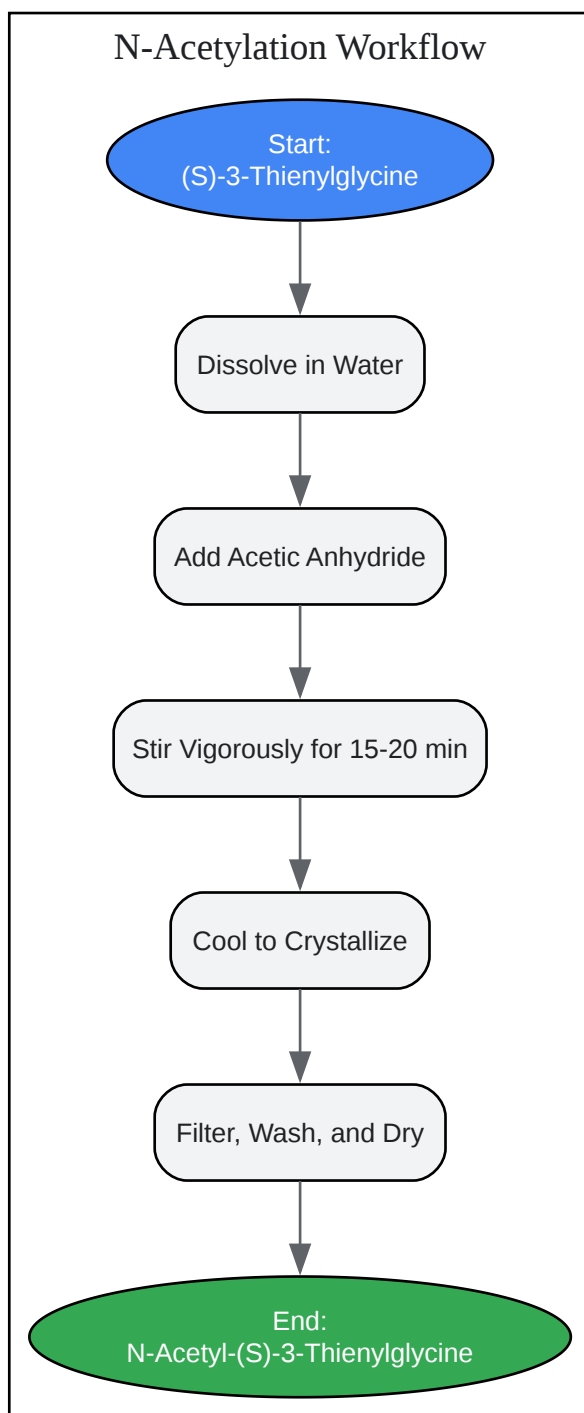 N-Acetylation Workflow
Start:
(S)-3-Thienylglycine
Dissolve in Water
Add Acetic Anhydride
Stir Vigorously for 15-20 min
Cool to Crystallize
Filter, Wash, and Dry
End:
N-Acetyl-(S)-3-Thienylglycine